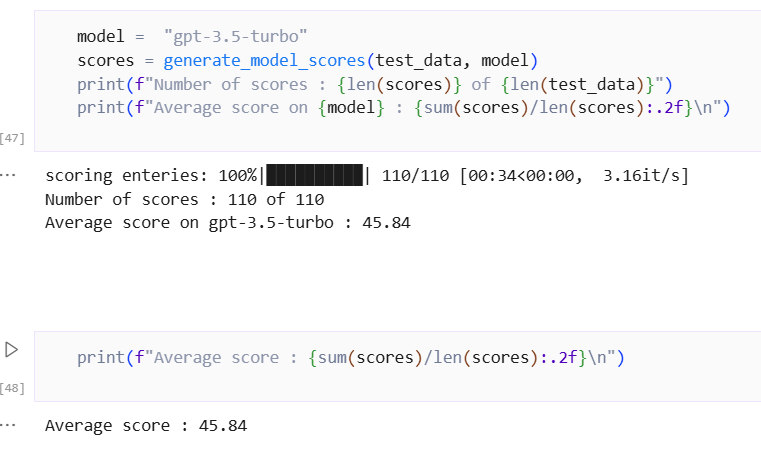 model =  "gpt-3.5-turbo"
scores = generate_model_scores(test_data, model)
print(f"Number of scores : {len(scores)} of {len(test_data)}")
print(f"Average score on {model} : {sum(scores)/len(scores):.2f}\n")
[47]
... scoring enteries: 100%|██████████| 110/110 [00:34<00:00,  3.16it/s]
Number of scores : 110 of 110
Average score on gpt-3.5-turbo : 45.84
print(f"Average score : {sum(scores)/len(scores):.2f}\n")
[48]
... Average score : 45.84